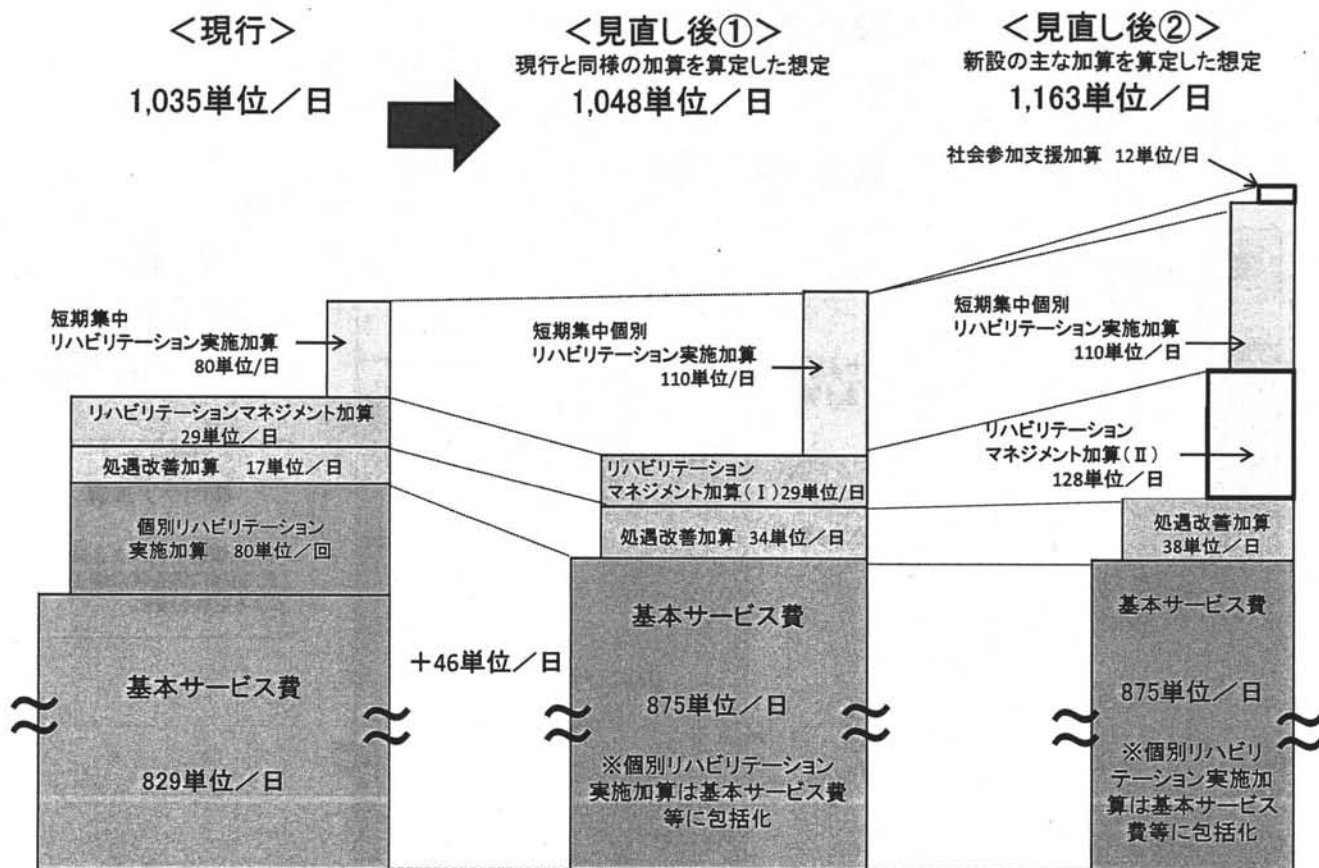 ＜現行＞
1,035単位／日
＜見直し後①＞
現行と同様の加算を算定した想定
1,048単位／日
＜見直し後②＞
新設の主な加算を算定した想定
1,163単位／日
短期集中
リハビリテーション実施加算
80単位/日
リハビリテーションマネジメント加算
29単位／日
処遇改善加算　17単位／日
個別リハビリテーション
実施加算　80単位／回
基本サービス費
829単位／日
＋46単位／日
短期集中個別
リハビリテーション実施加算
110単位/日
リハビリテーション
マネジメント加算(Ⅰ)29単位/日
処遇改善加算　34単位／日
基本サービス費
875単位／日
※個別リハビリテーション
実施加算は基本サービス費
等に包括化
社会参加支援加算　12単位/日
短期集中個別
リハビリテーション実施加算
110単位／日
リハビリテーション
マネジメント加算(Ⅱ)
128単位／日
処遇改善加算
38単位／日
基本サービス費
875単位／日
※個別リハビリ
テーション実施加
算は基本サービス
費等に包括化